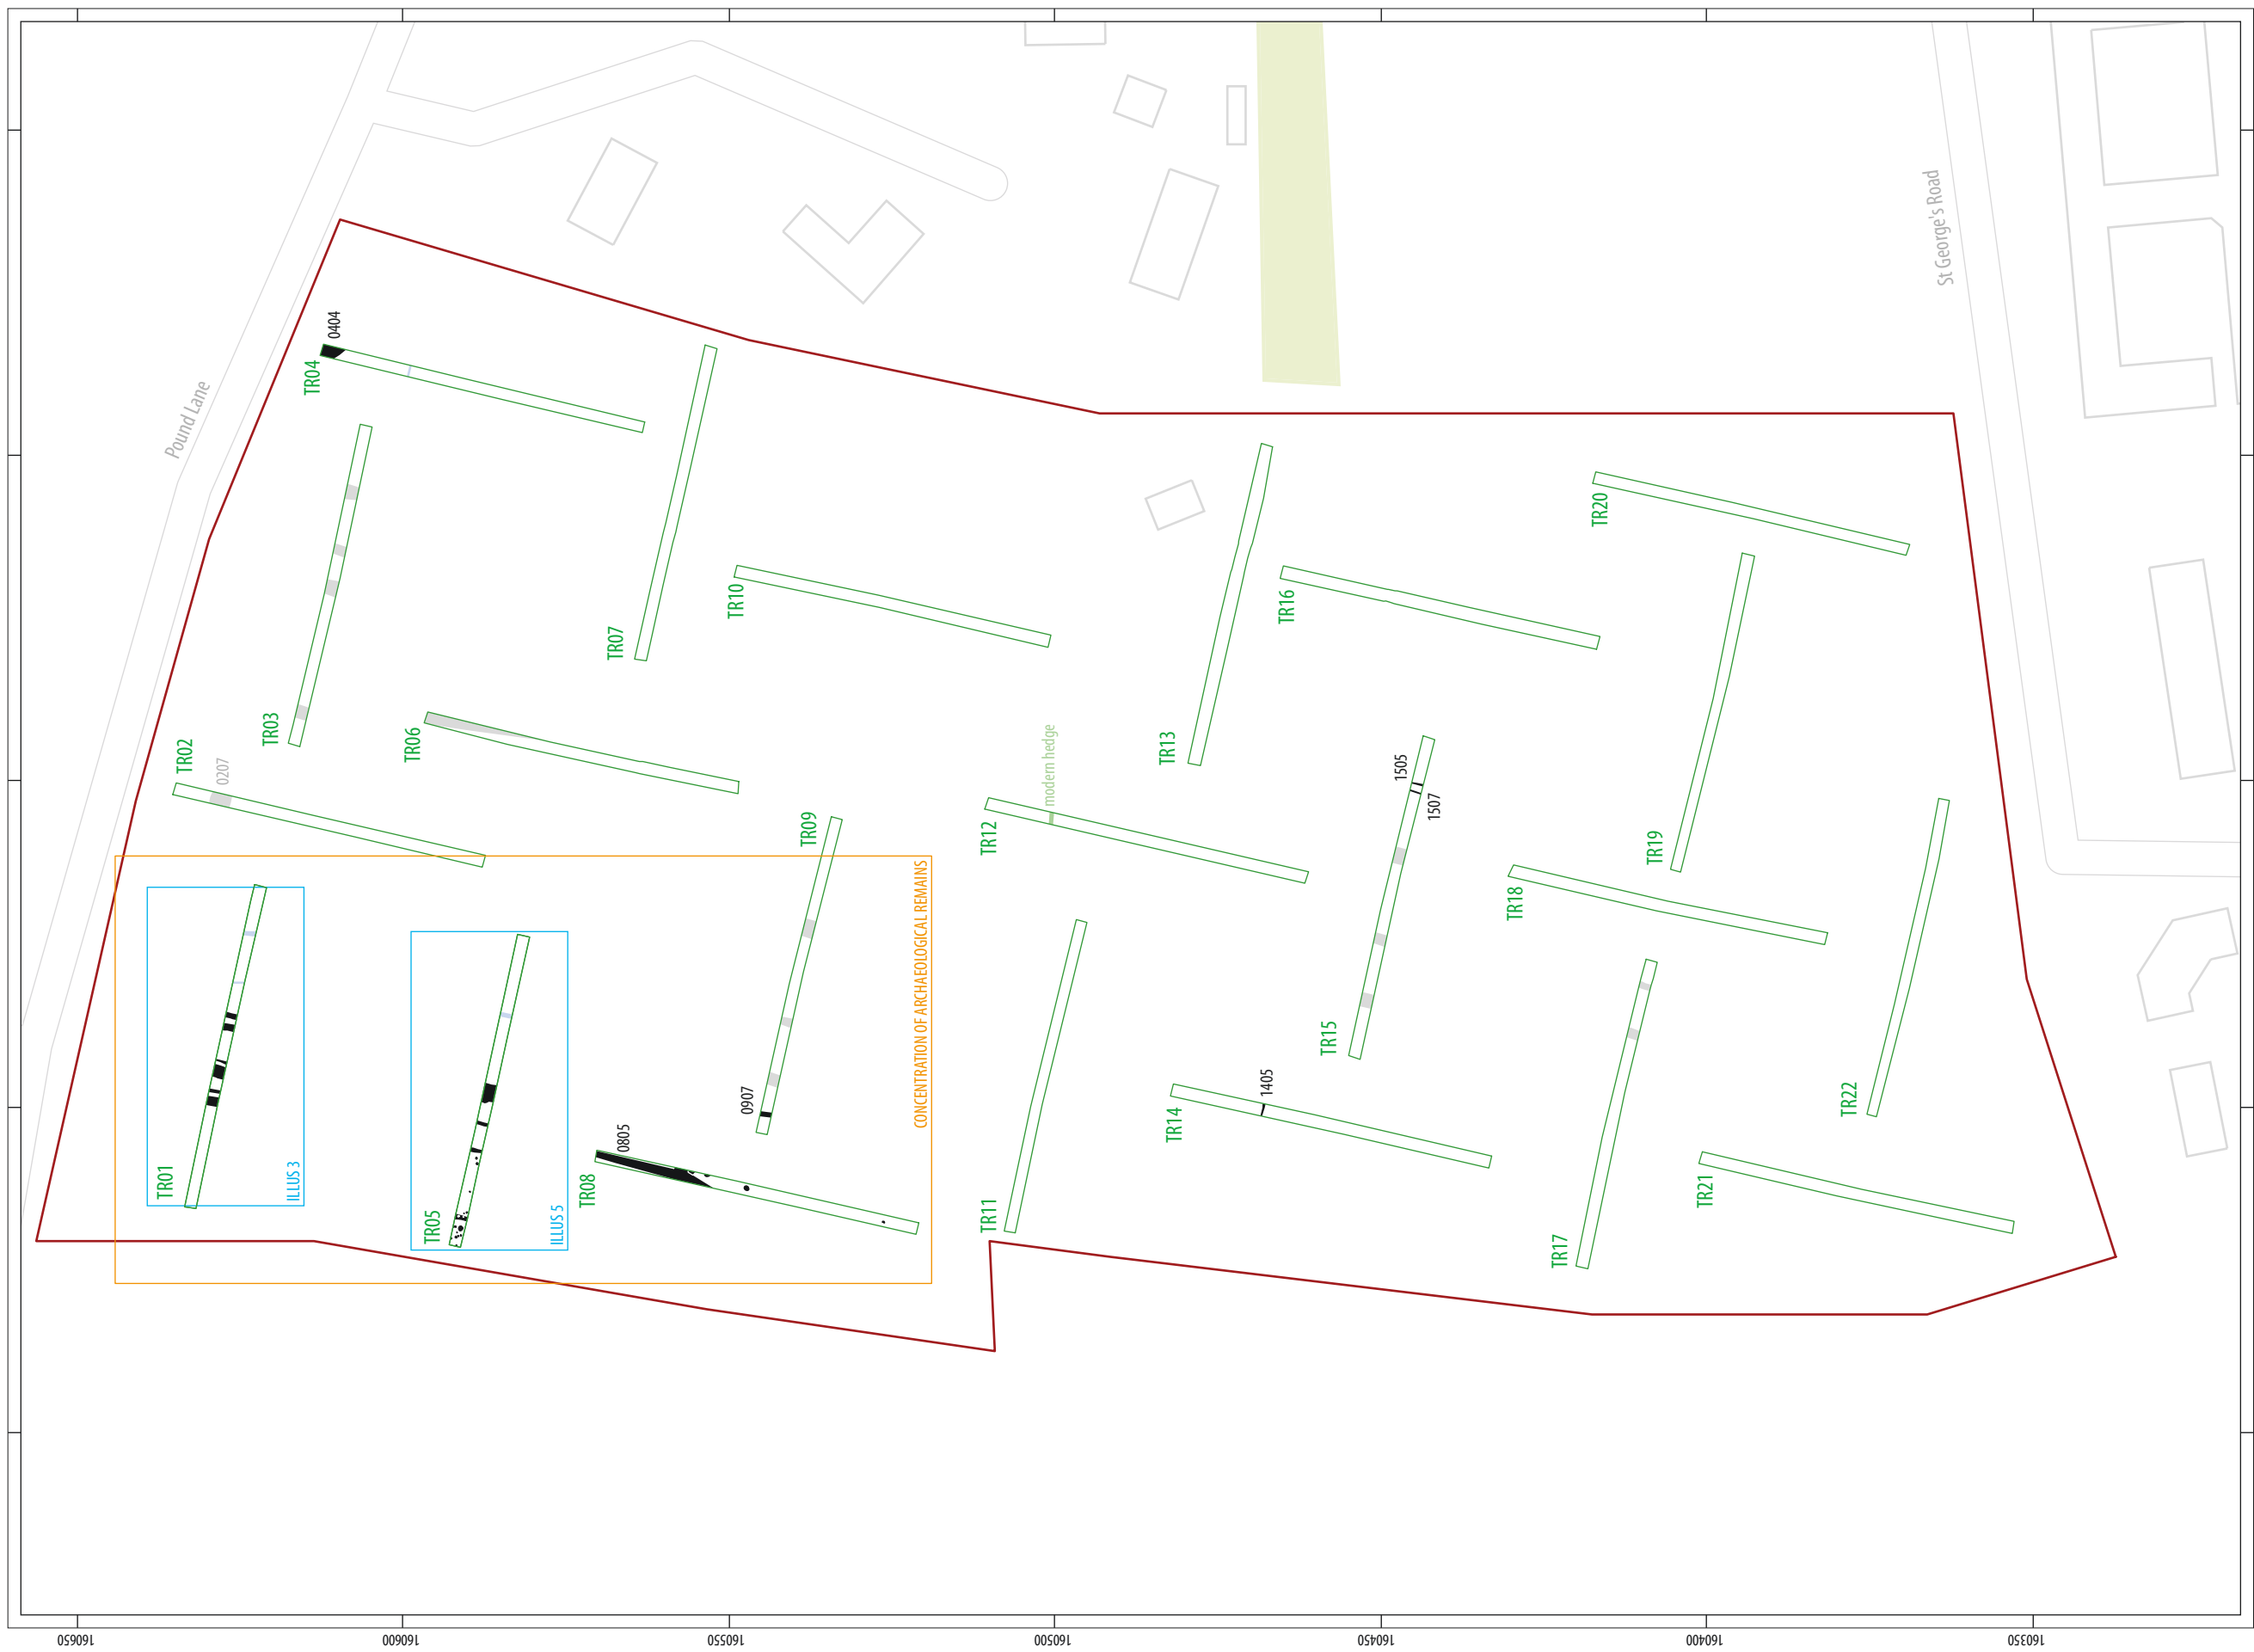 Pound Lane
St George's Road
0404
TR04
TR20
TR10
TR16
TR07
TR03
TR02
0207
TR06
TR13
modern hedge
1505
1507
TR09
TR12
TR19
TR18
CONCENTRATION OF ARCHAEOLOGICAL REMAINS
TR15
0907
1405
TR14
TR22
0805
TR01
ILLUS 3
TR08
TR21
TR05
ILLUS 5
TR11
TR17
160650
160600
160550
160500
160450
160400
160350